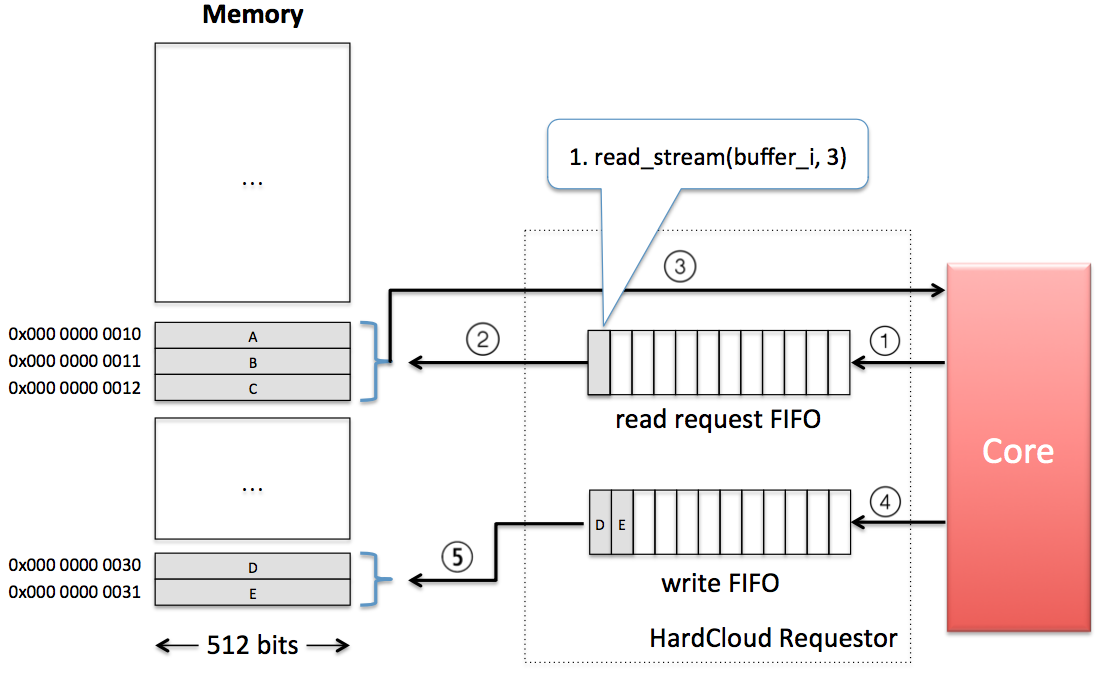 Memory
...
1. read_stream(buffer_i, 3)
3
0x000 0000 0010
A
2
1
0x000 0000 0011
B
0x000 0000 0012
C
read request FIFO
Core
...
4
D E
5
0x000 0000 0030
D
0x000 0000 0031
E
write FIFO
512 bits
HardCloud Requestor